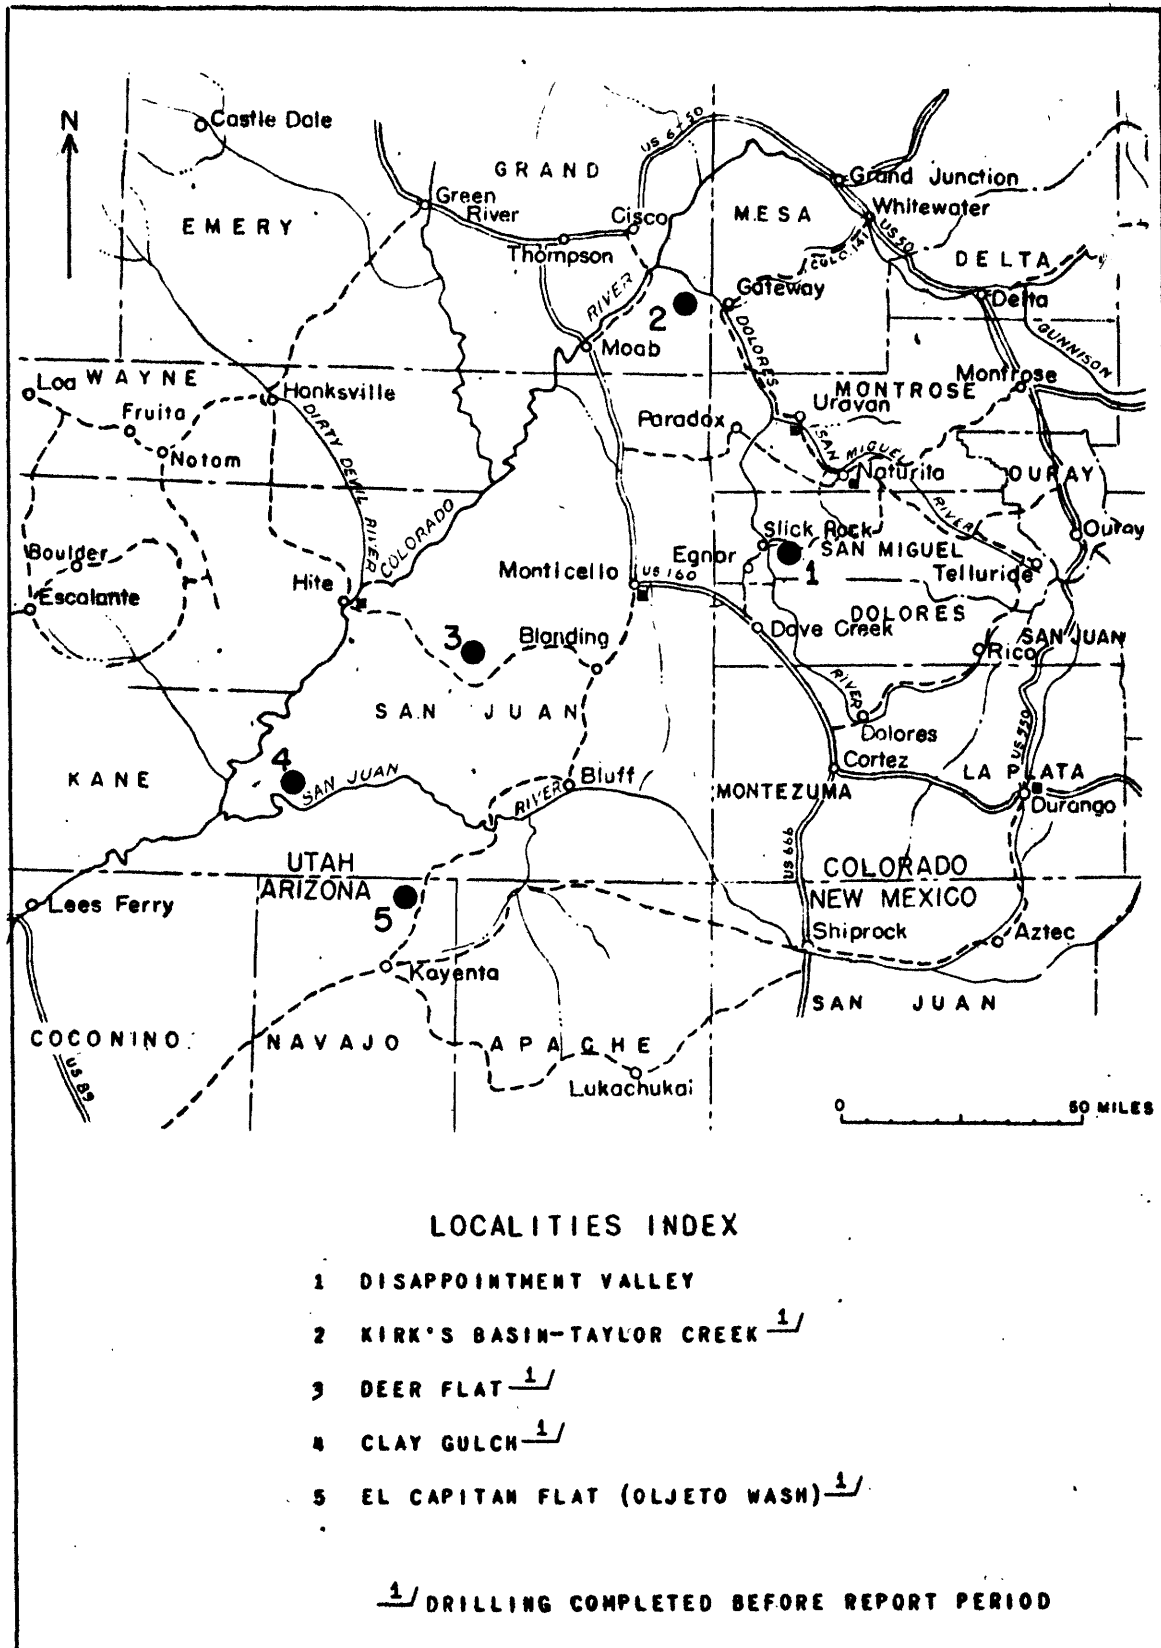 N
Castle Dale
GRAND
US 6-50
EMERY
Green
River
Cisco
Thompson
MESA
Grand Junction
Whitewater
US 50
COLO. 141
DELTA
Delta
Gateway
RIVER
2
DOLORES
GUNNISON
Moab
Loa
WAYNE
Hanksville
Fruita
Notom
MONTROSE
Montrose
Uravan
Paradox
SAN MIGUEL
Naturita
RIVER
OURAY
Ouray
DIRTY DEVIL RIVER
COLORADO
Boulder
Escalante
Hite
Slick Rock
Egnar
1
SAN MIGUEL
Telluride
Monticello
US 160
DOLORES
Dove Creek
SAN JUAN
Rico
3
Blanding
RIVER
Dolores
US 550
SAN JUAN
4
SAN JUAN
RIVER
Bluff
KANE
Cortez
MONTEZUMA
LA PLATA
Durango
US 666
UTAH
ARIZONA
COLORADO
NEW MEXICO
5
Lees Ferry
Kayenta
Shiprock
Aztec
SAN JUAN
COCONINO
NAVAJO
APACHE
US 89
Lukachukai
0 50 MILES
LOCALITIES INDEX
1 DISAPPOINTMENT VALLEY
2 KIRK'S BASIN-TAYLOR CREEK 1/
3 DEER FLAT 1/
4 CLAY GULCH 1/
5 EL CAPITAN FLAT (OLJETO WASH) 1/
1/ DRILLING COMPLETED BEFORE REPORT PERIOD